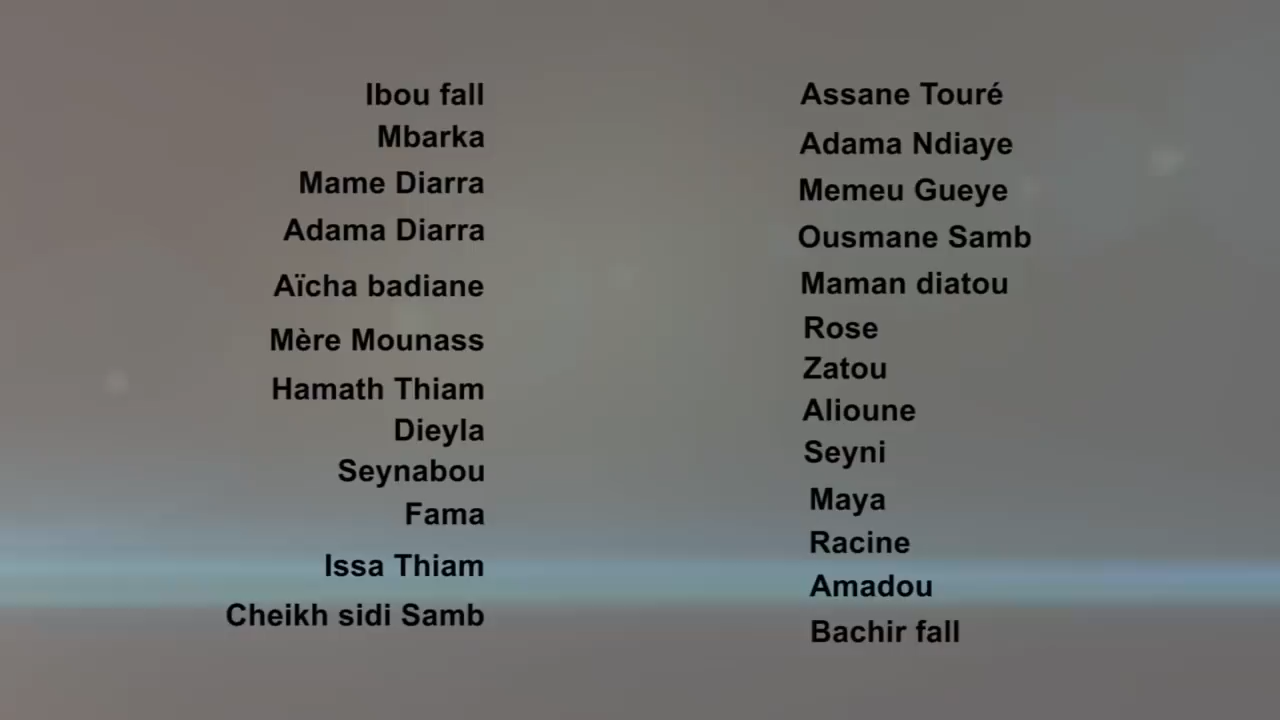 Ibou fall
Mbarka
Mame Diarra
Adama Diarra
Aïcha badiane
Mère Mounass
Hamath Thiam
Dieyla
Seynabou
Fama
Issa Thiam
Cheikh sidi Samb
Assane Touré
Adama Ndiaye
Memeu Gueye
Ousmane Samb
Maman diatou
Rose
Zatou
Alioune
Seyni
Maya
Racine
Amadou
Bachir fall